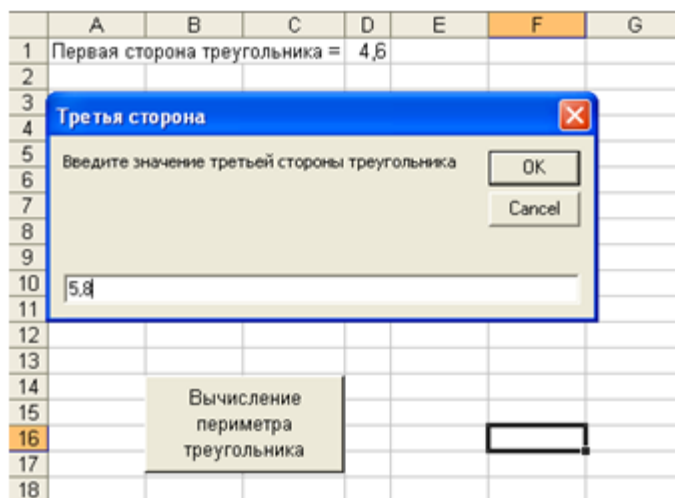 A B C D E F G
1 Первая сторона треугольника = 4,6
2
3
Третья сторона
4
5 Введите значение третьей стороны треугольника OK
6
7 Cancel
8
9
10 5,8
11
12
13
14 Вычисление
15 периметра
16 треугольника
17
18